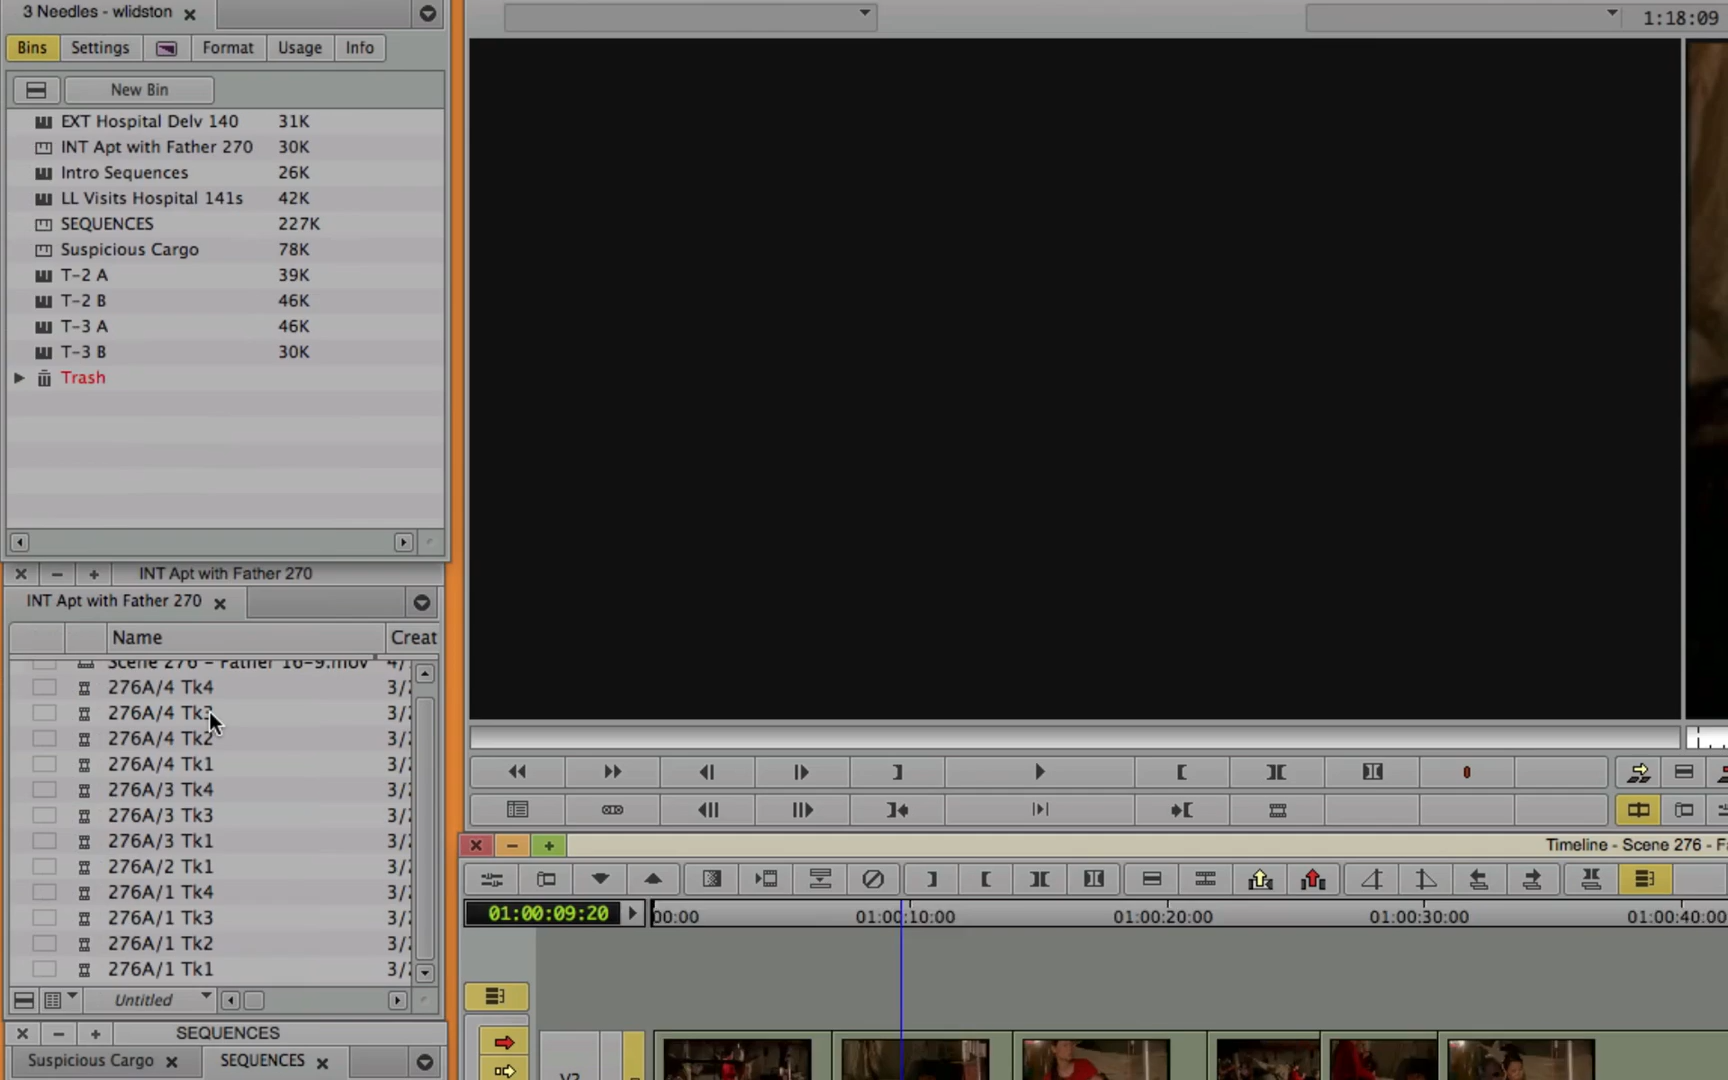 3 Needles - wlidston
1:18:09
Bins Settings Format Usage Info
New Bin
EXT Hospital Delv 140 31K
INT Apt with Father 270 30K
Intro Sequences 26K
LL Visits Hospital 141s 42K
SEQUENCES 227K
Suspicious Cargo 78K
T-2 A 39K
T-2 B 46K
T-3 A 46K
T-3 B 30K
Trash
INT Apt with Father 270
INT Apt with Father 270
Name Creat
Scene 276 - Father 16-9.mov 4/
276A/4 Tk4 3/
276A/4 Tk3 3/
276A/4 Tk2 3/
276A/4 Tk1 3/
276A/3 Tk4 3/
276A/3 Tk3 3/
276A/3 Tk1 3/
276A/2 Tk1 3/
276A/1 Tk4 3/
276A/1 Tk3 3/
276A/1 Tk2 3/
276A/1 Tk1 3/
Untitled
SEQUENCES
Suspicious Cargo SEQUENCES
Timeline - Scene 276 - F
01:00:09:20 00:00 01:00:10:00 01:00:20:00 01:00:30:00 01:00:40:00